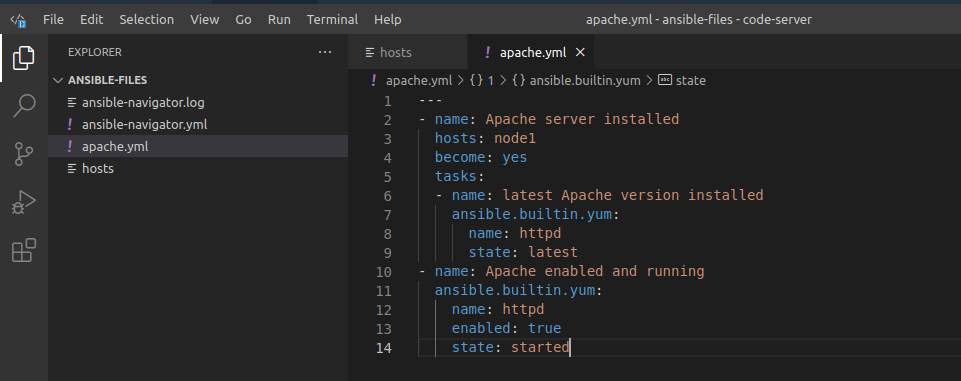 File Edit Selection View Go Run Terminal Help apache.yml - ansible-files - code-server
EXPLORER ···
ANSIBLE-FILES
ansible-navigator.log
! ansible-navigator.yml
! apache.yml
hosts
hosts ! apache.yml ×
! apache.yml > {} 1 > {} ansible.builtin.yum > abc state
1 ---
2 - name: Apache server installed
3   hosts: node1
4   become: yes
5   tasks:
6   - name: latest Apache version installed
7     ansible.builtin.yum:
8       name: httpd
9       state: latest
10 - name: Apache enabled and running
11   ansible.builtin.yum:
12     name: httpd
13     enabled: true
14     state: started